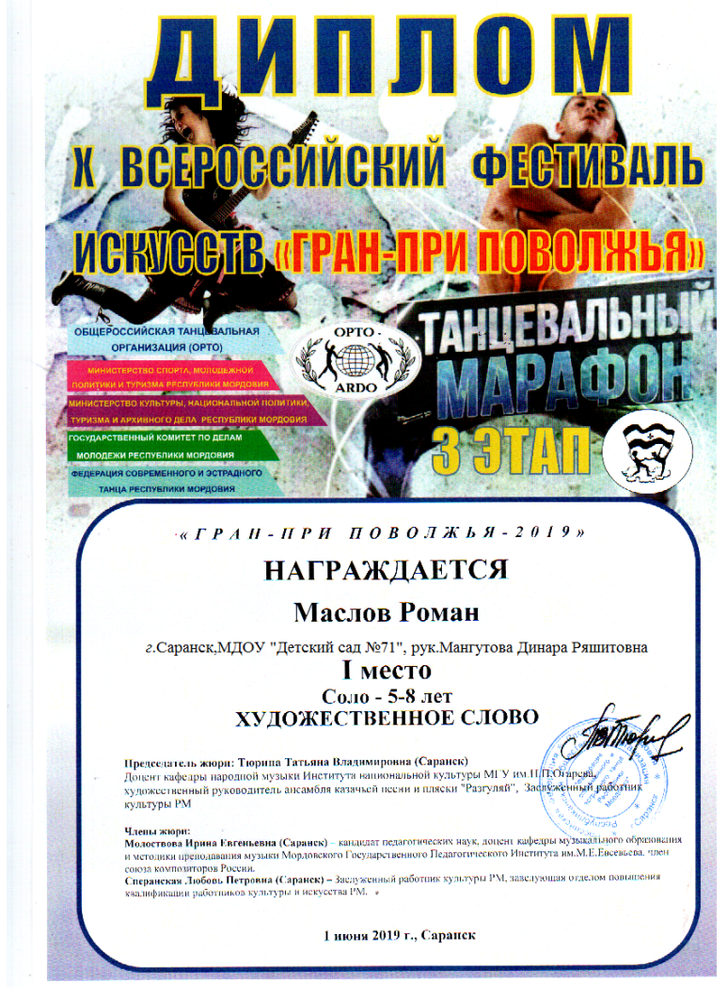 ДИПЛОМ
X ВСЕРОССИЙСКИЙ ФЕСТИВАЛЬ
ИСКУССТВ «ГРАН-ПРИ ПОВОЛЖЬЯ»
ОБЩЕРОССИЙСКАЯ ТАНЦЕВАЛЬНАЯ
ОРГАНИЗАЦИЯ (ОРТО)
МИНИСТЕРСТВО СПОРТА, МОЛОДЕЖНОЙ
ПОЛИТИКИ И ТУРИЗМА РЕСПУБЛИКИ МОРДОВИЯ
МИНИСТЕРСТВО КУЛЬТУРЫ, НАЦИОНАЛЬНОЙ ПОЛИТИКИ,
ТУРИЗМА И АРХИВНОГО ДЕЛА РЕСПУБЛИКИ МОРДОВИЯ
ГОСУДАРСТВЕННЫЙ КОМИТЕТ ПО ДЕЛАМ
МОЛОДЕЖИ РЕСПУБЛИКИ МОРДОВИЯ
ФЕДЕРАЦИЯ СОВРЕМЕННОГО И ЭСТРАДНОГО
ТАНЦА РЕСПУБЛИКИ МОРДОВИЯ
ОРТО
ARDO
ТАНЦЕВАЛЬНЫЙ
МАРАФОН
3 ЭТАП
«ГРАН-ПРИ ПОВОЛЖЬЯ-2019»
НАГРАЖДАЕТСЯ
Маслов Роман
г.Саранск,МДОУ "Детский сад №71", рук.Мангутова Динара Ряшитовна
I место
Соло - 5-8 лет
ХУДОЖЕСТВЕННОЕ СЛОВО
Председатель жюри: Тюрина Татьяна Владимировна (Саранск)
Доцент кафедры народной музыки Института национальной культуры МГУ им.Н.П.Огарева,
художественный руководитель ансамбля казачьей песни и пляски "Разгуляй", Заслуженный работник
культуры РМ
Члены жюри:
Молоствова Ирина Евгеньевна (Саранск) – кандидат педагогических наук, доцент кафедры музыкального образования
и методики преподавания музыки Мордовского Государственного Педагогического Института им.М.Е.Евсевьева, член
союза композиторов России.
Сперанская Любовь Петровна (Саранск) – Заслуженный работник культуры РМ, заведующая отделом повышения
квалификации работников культуры и искусства РМ.
1 июня 2019 г., Саранск